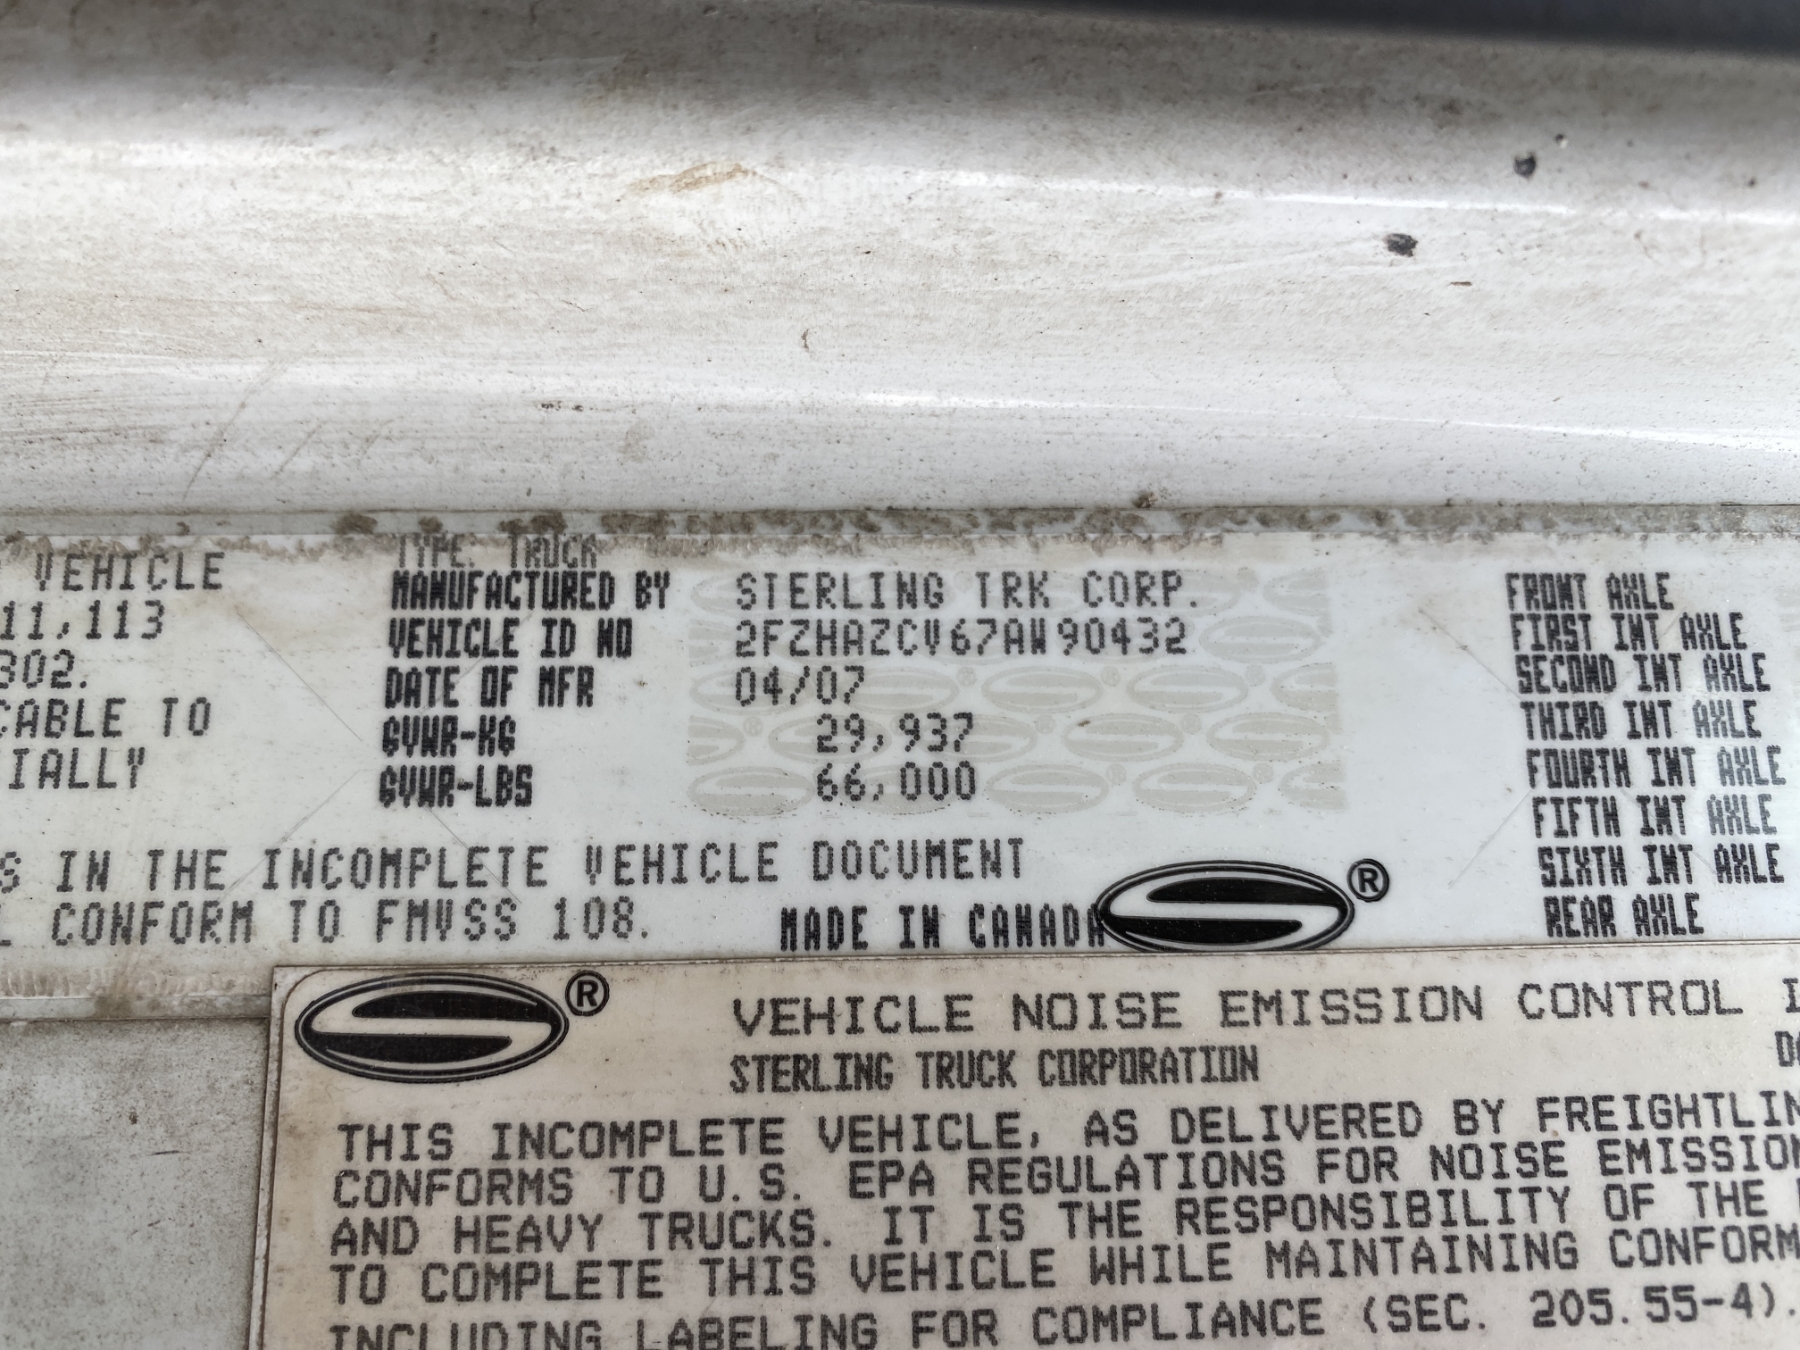 VEHICLE
11,113
302.
CABLE TO
IALLY
S IN THE INCOMPLETE VEHICLE DOCUMENT
L CONFORM TO FMVSS 108.
TYPE: TRUCK
MANUFACTURED BY STERLING TRK CORP.
VEHICLE ID NO 2FZHAZCV67AW90432
DATE OF MFR 04/07
GVWR-KG 29,937
GVWR-LBS 66,000
MADE IN CANADA ®
FRONT AXLE
FIRST INT AXLE
SECOND INT AXLE
THIRD INT AXLE
FOURTH INT AXLE
FIFTH INT AXLE
SIXTH INT AXLE
REAR AXLE
® VEHICLE NOISE EMISSION CONTROL I
STERLING TRUCK CORPORATION DA
THIS INCOMPLETE VEHICLE, AS DELIVERED BY FREIGHTLIN
CONFORMS TO U.S. EPA REGULATIONS FOR NOISE EMISSION
AND HEAVY TRUCKS. IT IS THE RESPONSIBILITY OF THE
TO COMPLETE THIS VEHICLE WHILE MAINTAINING CONFORM
INCLUDING LABELING FOR COMPLIANCE (SEC. 205.55-4).